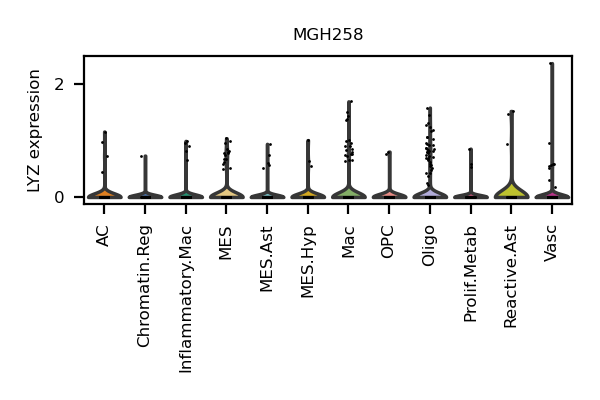 MGH258
LYZ expression
2
0
AC
Chromatin.Reg
Inflammatory.Mac
MES
MES.Ast
MES.Hyp
Mac
OPC
Oligo
Prolif.Metab
Reactive.Ast
Vasc